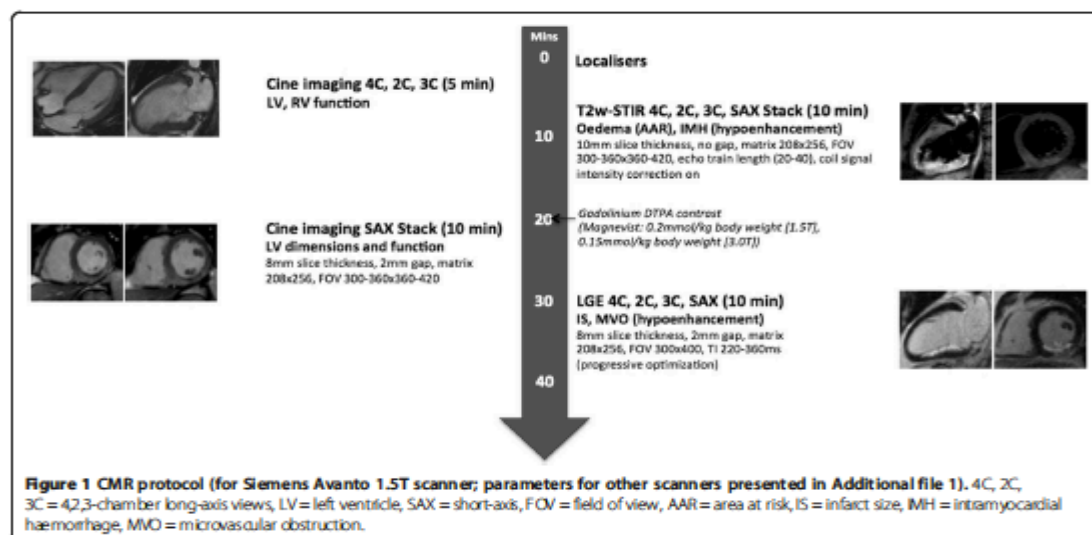 Mins
0
Localisers
Cine imaging 4C, 2C, 3C (5 min)
LV, RV function
T2w-STIR 4C, 2C, 3C, SAX Stack (10 min)
Oedema (AAR), IMH (hypoenhancement)
10mm slice thickness, no gap, matrix 208x256, FOV
300-360x360-420, echo train length (20-40), coil signal
intensity correction on
10
Cine imaging SAX Stack (10 min)
LV dimensions and function
8mm slice thickness, 2mm gap, matrix
208x256, FOV 300-360x360-420
20
Gadolinium DTPA contrast
(Magnevist: 0.2mmol/kg body weight [1.5T],
0.15mmol/kg body weight [3.0T])
30
LGE 4C, 2C, 3C, SAX (10 min)
IS, MVO (hypoenhancement)
8mm slice thickness, 2mm gap, matrix
208x256, FOV 300x400, TI 220-360ms
(progressive optimization)
40
Figure 1 CMR protocol (for Siemens Avanto 1.5T scanner; parameters for other scanners presented in Additional file 1). 4C, 2C,
3C = 4,2,3-chamber long-axis views, LV = left ventricle, SAX = short-axis, FOV = field of view, AAR = area at risk, IS = infarct size, IMH = intramyocardial
hæmorrhage, MVO = microvascular obstruction.